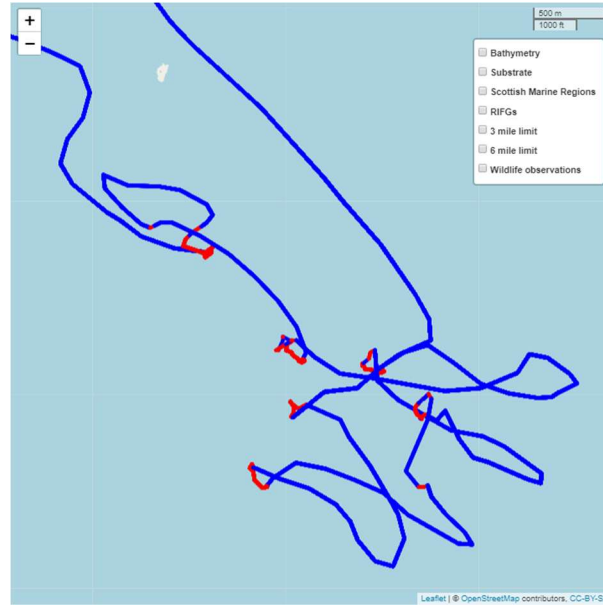 +
−
500 m
1000 ft
Bathymetry
Substrate
Scottish Marine Regions
RIFGs
3 mile limit
6 mile limit
Wildlife observations
Leaflet | © OpenStreetMap contributors, CC-BY-S